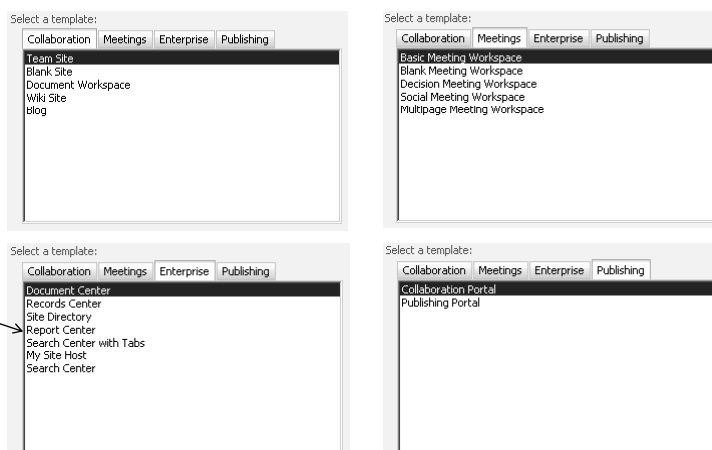 Select a template:
Collaboration Meetings Enterprise Publishing
Team Site
Blank Site
Document Workspace
Wiki Site
Blog
Select a template:
Collaboration Meetings Enterprise Publishing
Basic Meeting Workspace
Blank Meeting Workspace
Decision Meeting Workspace
Social Meeting Workspace
Multipage Meeting Workspace
Select a template:
Collaboration Meetings Enterprise Publishing
Document Center
Records Center
Site Directory
Report Center
Search Center with Tabs
My Site Host
Search Center
Select a template:
Collaboration Meetings Enterprise Publishing
Collaboration Portal
Publishing Portal